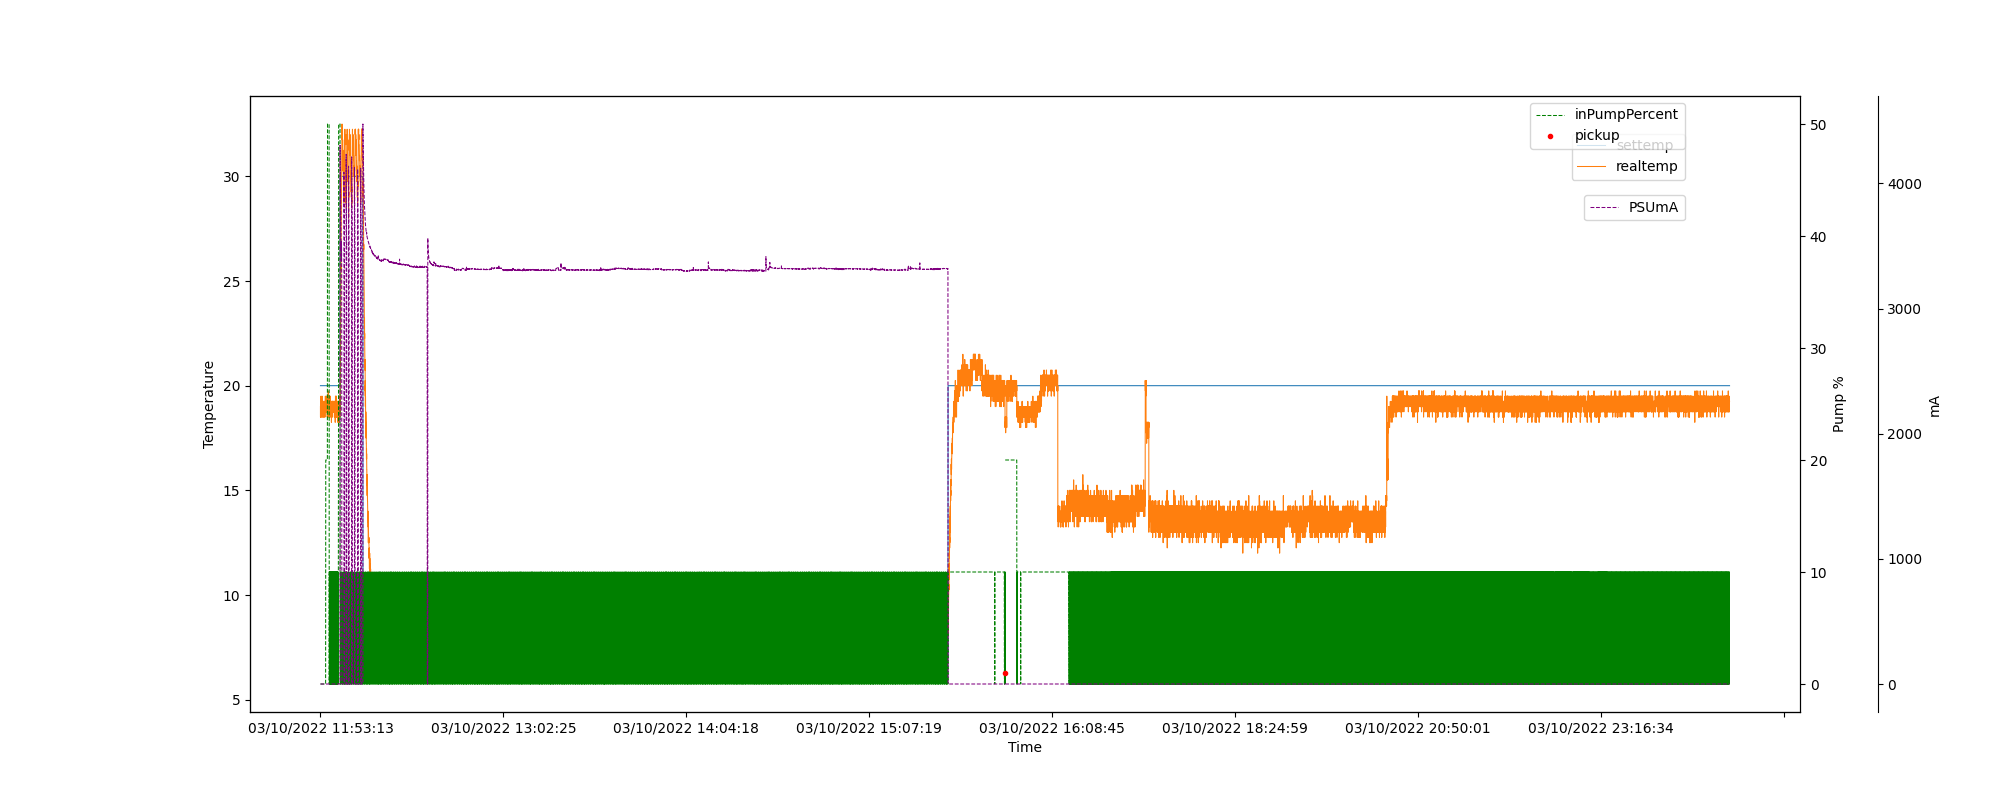 inPumpPercent
pickup
settemp
realtemp
PSUmA
Temperature
30
25
20
15
10
5
50
40
30
20
10
0
Pump %
4000
3000
2000
1000
0
mA
03/10/2022 11:53:13
03/10/2022 13:02:25
03/10/2022 14:04:18
03/10/2022 15:07:19
03/10/2022 16:08:45
03/10/2022 18:24:59
03/10/2022 20:50:01
03/10/2022 23:16:34
Time